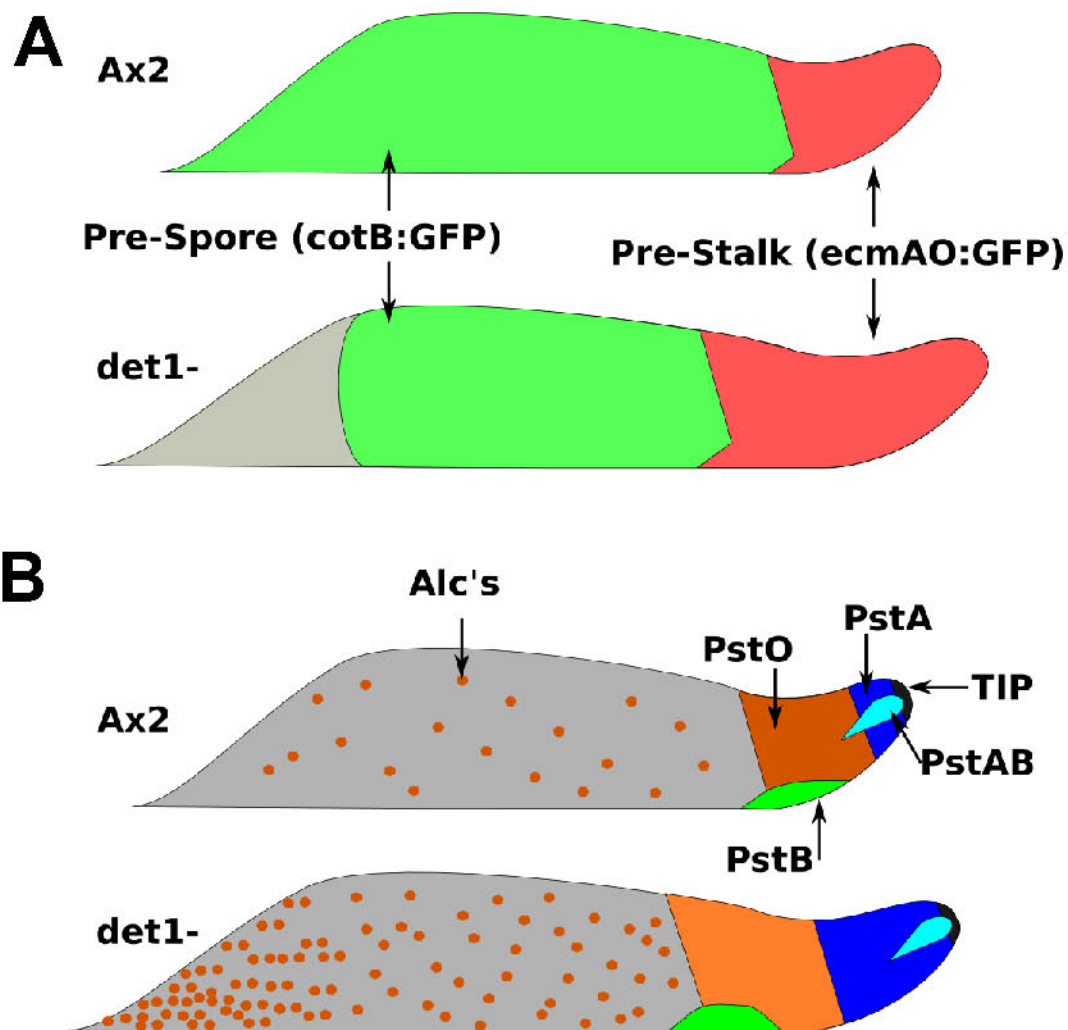 A
Ax2
Pre-Spore (cotB:GFP)
Pre-Stalk (ecmAO:GFP)
det1-
B
Alc's
PstA
PstO
TIP
Ax2
PstAB
PstB
det1-